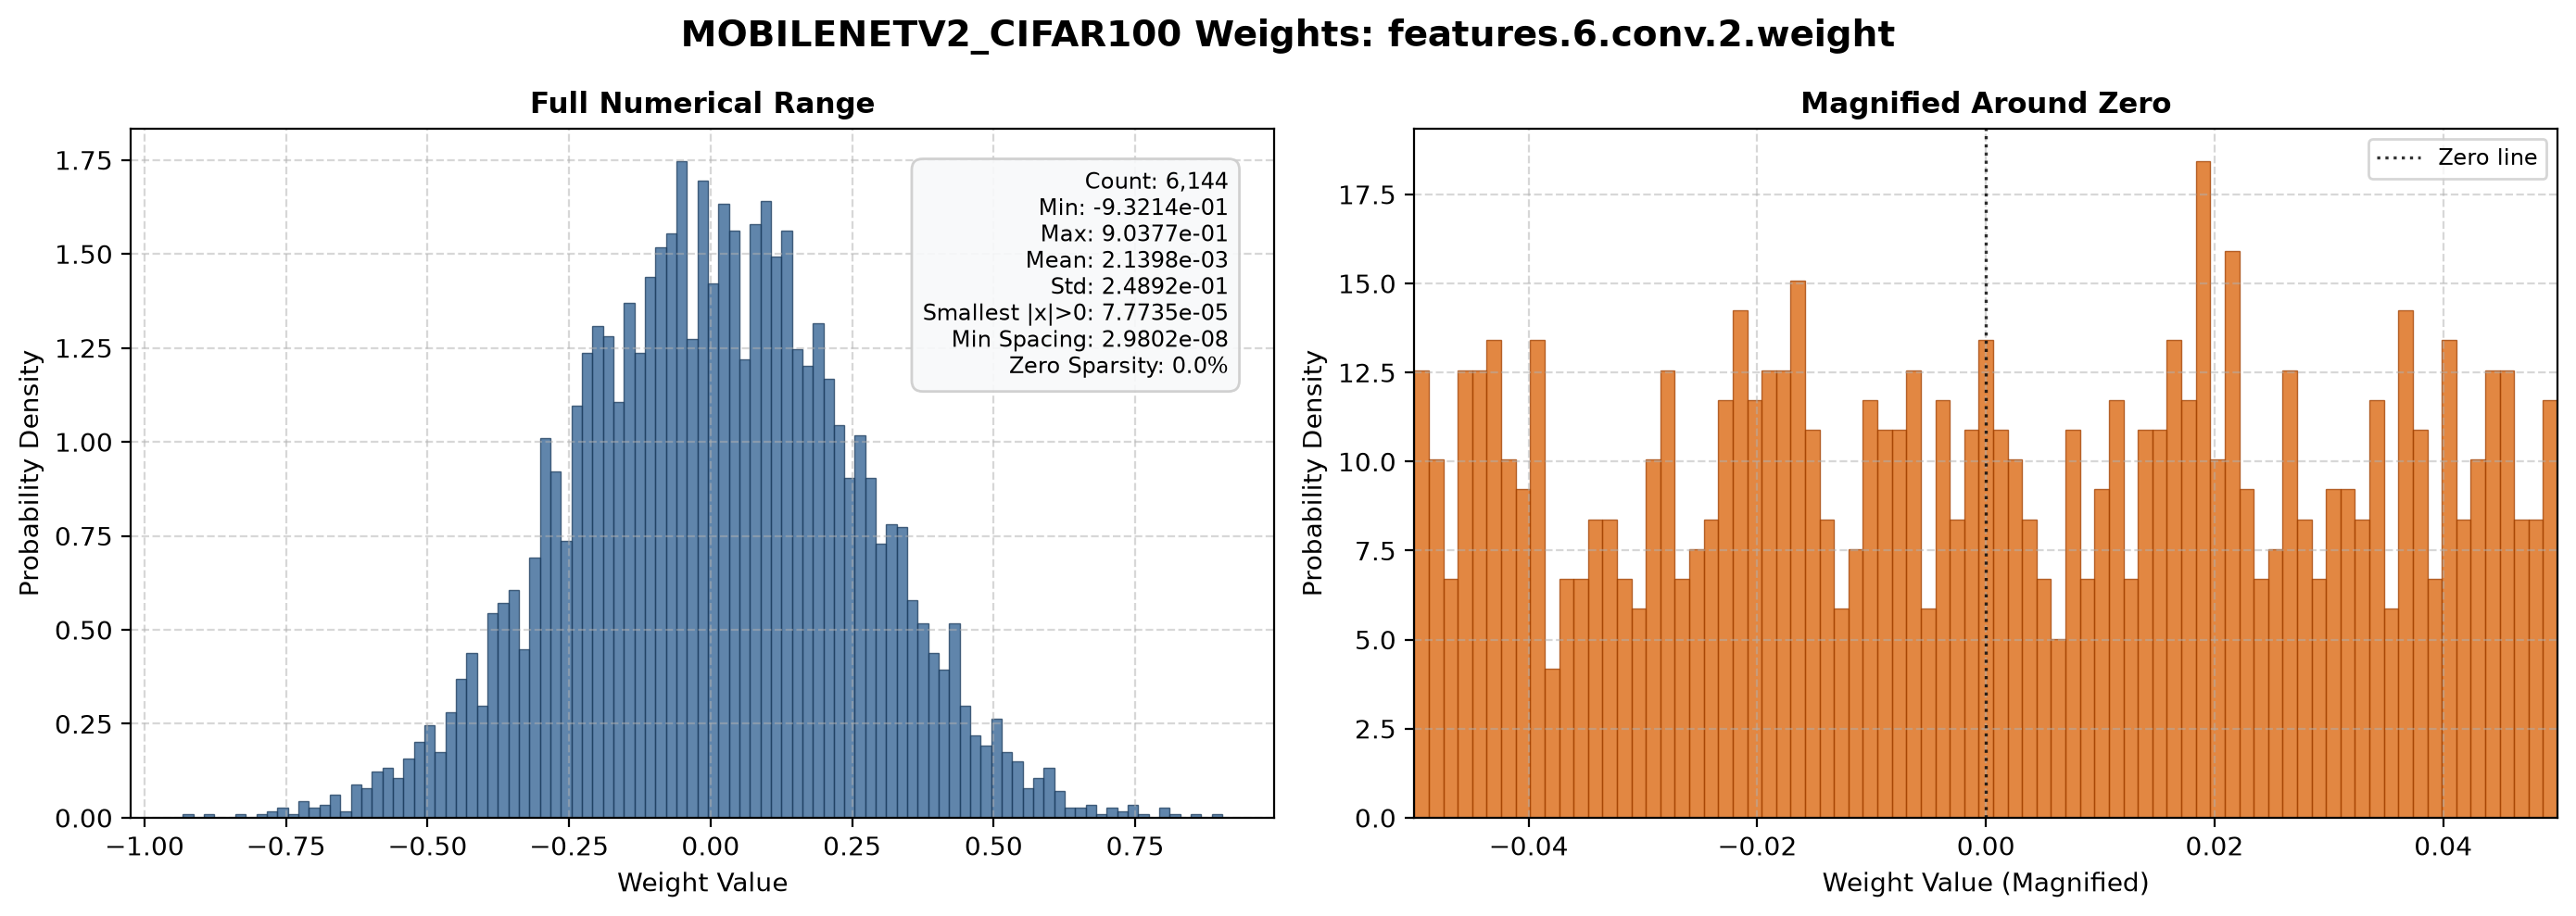 MOBILENETV2_CIFAR100 Weights: features.6.conv.2.weight
Full Numerical Range
Probability Density
1.75
1.50
1.25
1.00
0.75
0.50
0.25
0.00
Count: 6,144
Min: -9.3214e-01
Max: 9.0377e-01
Mean: 2.1398e-03
Std: 2.4892e-01
Smallest |x|>0: 7.7735e-05
Min Spacing: 2.9802e-08
Zero Sparsity: 0.0%
−1.00 −0.75 −0.50 −0.25 0.00 0.25 0.50 0.75
Weight Value
Magnified Around Zero
Probability Density
17.5
15.0
12.5
10.0
7.5
5.0
2.5
0.0
Zero line
−0.04 −0.02 0.00 0.02 0.04
Weight Value (Magnified)